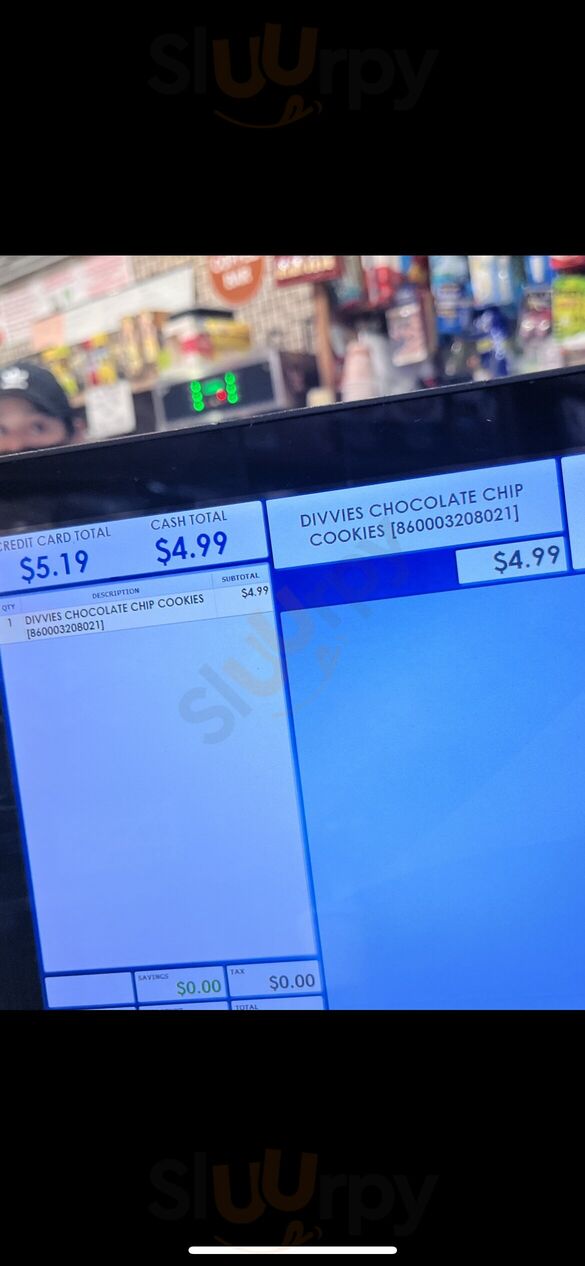 sluurpy
CREDIT CARD TOTAL
$5.19
CASH TOTAL
$4.99
DIVVIES CHOCOLATE CHIP
COOKIES [860003208021]
$4.99
QTY DESCRIPTION SUBTOTAL
1 DIVVIES CHOCOLATE CHIP COOKIES $4.99
[860003208021]
sluurpy
SAVINGS
$0.00
TAX
$0.00
TOTAL
sluurpy